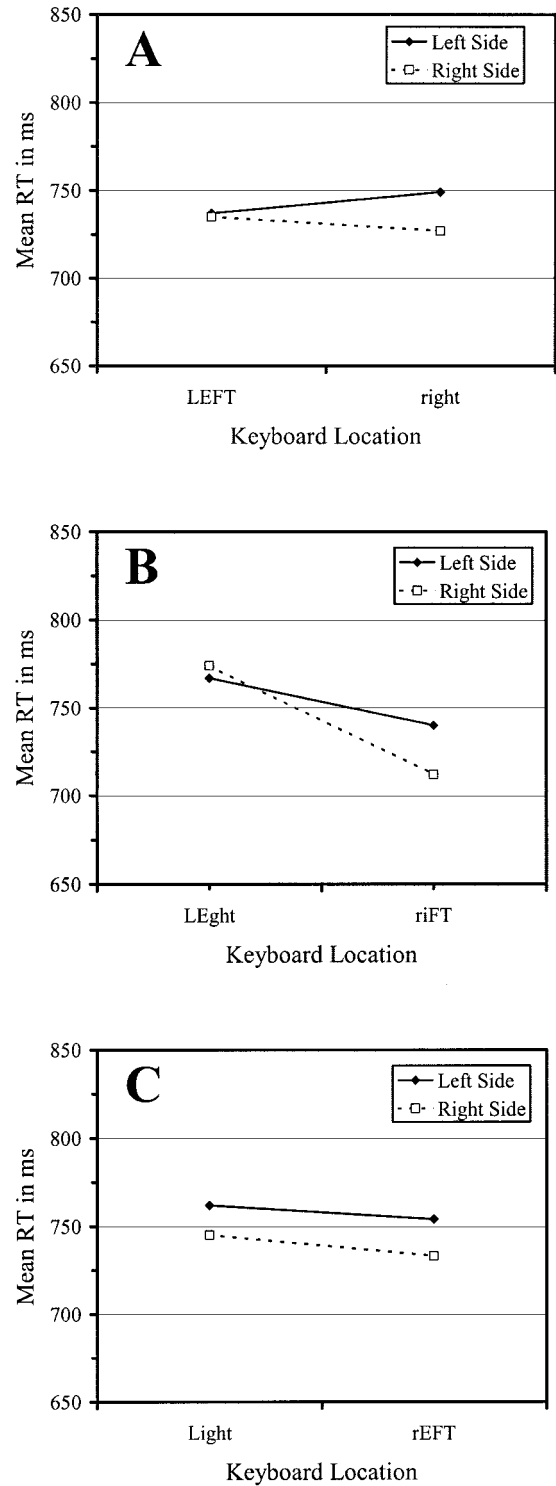 A
850
800
750
700
650
Mean RT in ms
Left Side
Right Side
LEFT right
Keyboard Location
B
850
800
750
700
650
Mean RT in ms
Left Side
Right Side
LEght riFT
Keyboard Location
C
850
800
750
700
650
Mean RT in ms
Left Side
Right Side
Light rEFT
Keyboard Location